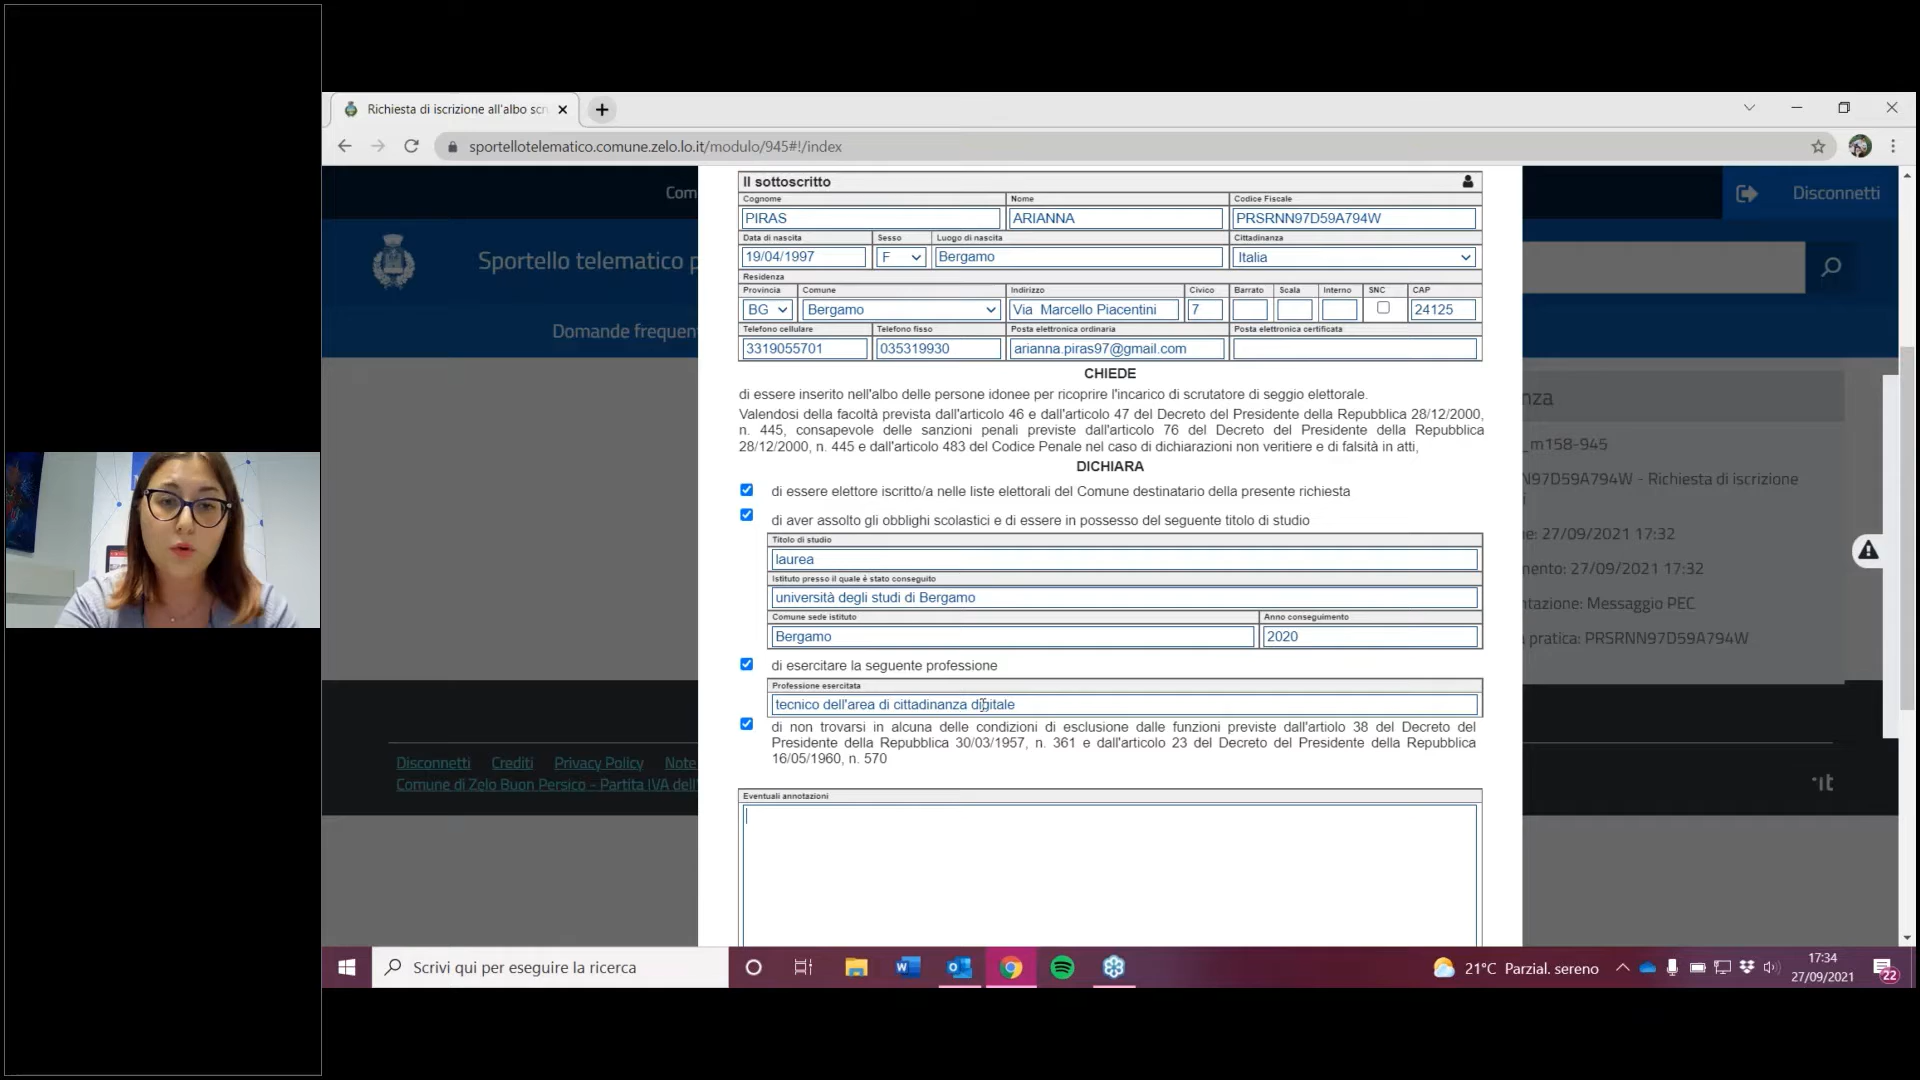 Richiesta di iscrizione all'albo scr
sportellotelematico.comune.zelo.lo.it/modulo/945#!/index
Com
Disconnetti
Sportello telematico p
Domande frequen
Il sottoscritto
Cognome Nome Codice Fiscale
PIRAS ARIANNA PRSRNN97D59A794W
Data di nascita Sesso Luogo di nascita Cittadinanza
19/04/1997 F Bergamo Italia
Residenza
Provincia Comune Indirizzo Civico Barrato Scala Interno SNC CAP
BG Bergamo Via Marcello Piacentini 7 24125
Telefono cellulare Telefono fisso Posta elettronica ordinaria Posta elettronica certificata
3319055701 035319930 arianna.piras97@gmail.com
CHIEDE
di essere inserito nell'albo delle persone idonee per ricoprire l'incarico di scrutatore di seggio elettorale.
Valendosi della facoltà prevista dall'articolo 46 e dall'articolo 47 del Decreto del Presidente della Repubblica 28/12/2000,
n. 445, consapevole delle sanzioni penali previste dall'articolo 76 del Decreto del Presidente della Repubblica
28/12/2000, n. 445 e dall'articolo 483 del Codice Penale nel caso di dichiarazioni non veritiere e di falsità in atti,
DICHIARA
di essere elettore iscritto/a nelle liste elettorali del Comune destinatario della presente richiesta
di aver assolto gli obblighi scolastici e di essere in possesso del seguente titolo di studio
Titolo di studio
laurea
Istituto presso il quale è stato conseguito
università degli studi di Bergamo
Comune sede istituto Anno conseguimento
Bergamo 2020
di esercitare la seguente professione
Professione esercitata
tecnico dell'area di cittadinanza digitale
di non trovarsi in alcuna delle condizioni di esclusione dalle funzioni previste dall'artiolo 38 del Decreto del
Presidente della Repubblica 30/03/1957, n. 361 e dall'articolo 23 del Decreto del Presidente della Repubblica
16/05/1960, n. 570
Eventuali annotazioni
nza
_m158-945
97D59A794W - Richiesta di iscrizione
e: 27/09/2021 17:32
mento: 27/09/2021 17:32
ntazione: Messaggio PEC
a pratica: PRSRNN97D59A794W
Disconnetti Crediti Privacy Policy Note
Comune di Zelo Buon Persico - Partita IVA dell'
Scrivi qui per eseguire la ricerca
21°C Parzial. sereno
17:34
27/09/2021
22